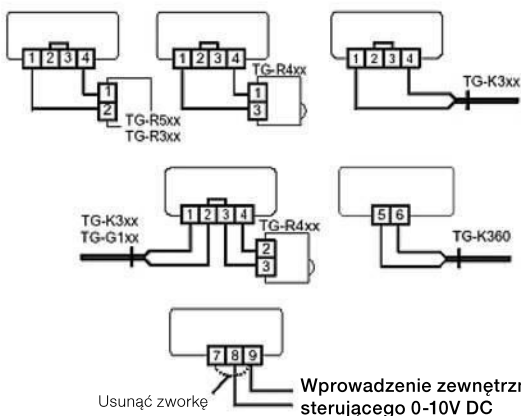 1 2 3 4
1
2
TG-R5xx
TG-R3xx
1 2 3 4
TG-R4xx
1
3
1 2 3 4
TG-K3xx
TG-K3xx
TG-G1xx
1 2 3 4
TG-R4xx
2
3
5 6
TG-K360
7 8 9
Usunąć zworkę
Wprowadzenie zewnętrzn
sterującego 0-10V DC